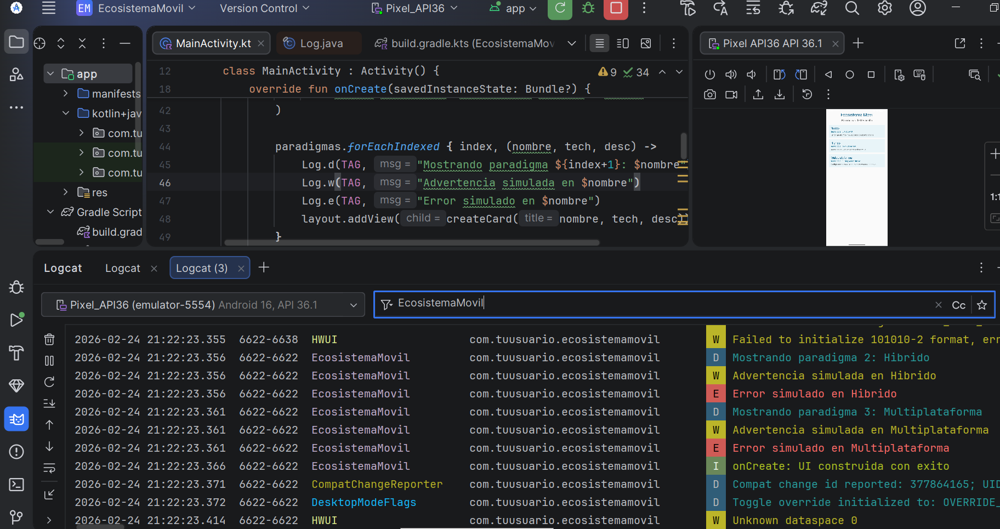 EM EcosistemaMovil Version Control Pixel_API36 app
MainActivity.kt Log.java build.gradle.kts (EcosistemaMov
Pixel API36 API 36.1
app
manifests
kotlin+jav
com.tu
com.tu
com.tu
res
Gradle Script
build.grad
9 34
12 class MainActivity : Activity() {
18 override fun onCreate(savedInstanceState: Bundle?) {
42 )
43
44 paradigmas.forEachIndexed { index, (nombre, tech, desc) ->
45 Log.d(TAG, msg = "Mostrando paradigma ${index+1}: $nombre"
46 Log.w(TAG, msg = "Advertencia simulada en $nombre")
47 Log.e(TAG, msg = "Error simulado en $nombre")
48 layout.addView( child = createCard( title = nombre, tech, desc))
49 }
Ecosistema Movil
Nativo
Hibrido
Multiplataforma
1:1
Logcat Logcat Logcat (3)
Pixel_API36 (emulator-5554) Android 16, API 36.1
EcosistemaMovil
Cc
2026-02-24 21:22:23.355 6622-6638 HWUI com.tuusuario.ecosistemamovil W Failed to initialize 101010-2 format, err
2026-02-24 21:22:23.356 6622-6622 EcosistemaMovil com.tuusuario.ecosistemamovil D Mostrando paradigma 2: Hibrido
2026-02-24 21:22:23.356 6622-6622 EcosistemaMovil com.tuusuario.ecosistemamovil W Advertencia simulada en Hibrido
2026-02-24 21:22:23.356 6622-6622 EcosistemaMovil com.tuusuario.ecosistemamovil E Error simulado en Hibrido
2026-02-24 21:22:23.361 6622-6622 EcosistemaMovil com.tuusuario.ecosistemamovil D Mostrando paradigma 3: Multiplataforma
2026-02-24 21:22:23.361 6622-6622 EcosistemaMovil com.tuusuario.ecosistemamovil W Advertencia simulada en Multiplataforma
2026-02-24 21:22:23.361 6622-6622 EcosistemaMovil com.tuusuario.ecosistemamovil E Error simulado en Multiplataforma
2026-02-24 21:22:23.366 6622-6622 EcosistemaMovil com.tuusuario.ecosistemamovil I onCreate: UI construida con exito
2026-02-24 21:22:23.371 6622-6622 CompatChangeReporter com.tuusuario.ecosistemamovil D Compat change id reported: 377864165; UID
2026-02-24 21:22:23.372 6622-6622 DesktopModeFlags com.tuusuario.ecosistemamovil D Toggle override initialized to: OVERRIDE_
2026-02-24 21:22:23.414 6622-6622 HWUI com.tuusuario.ecosistemamovil W Unknown dataspace 0